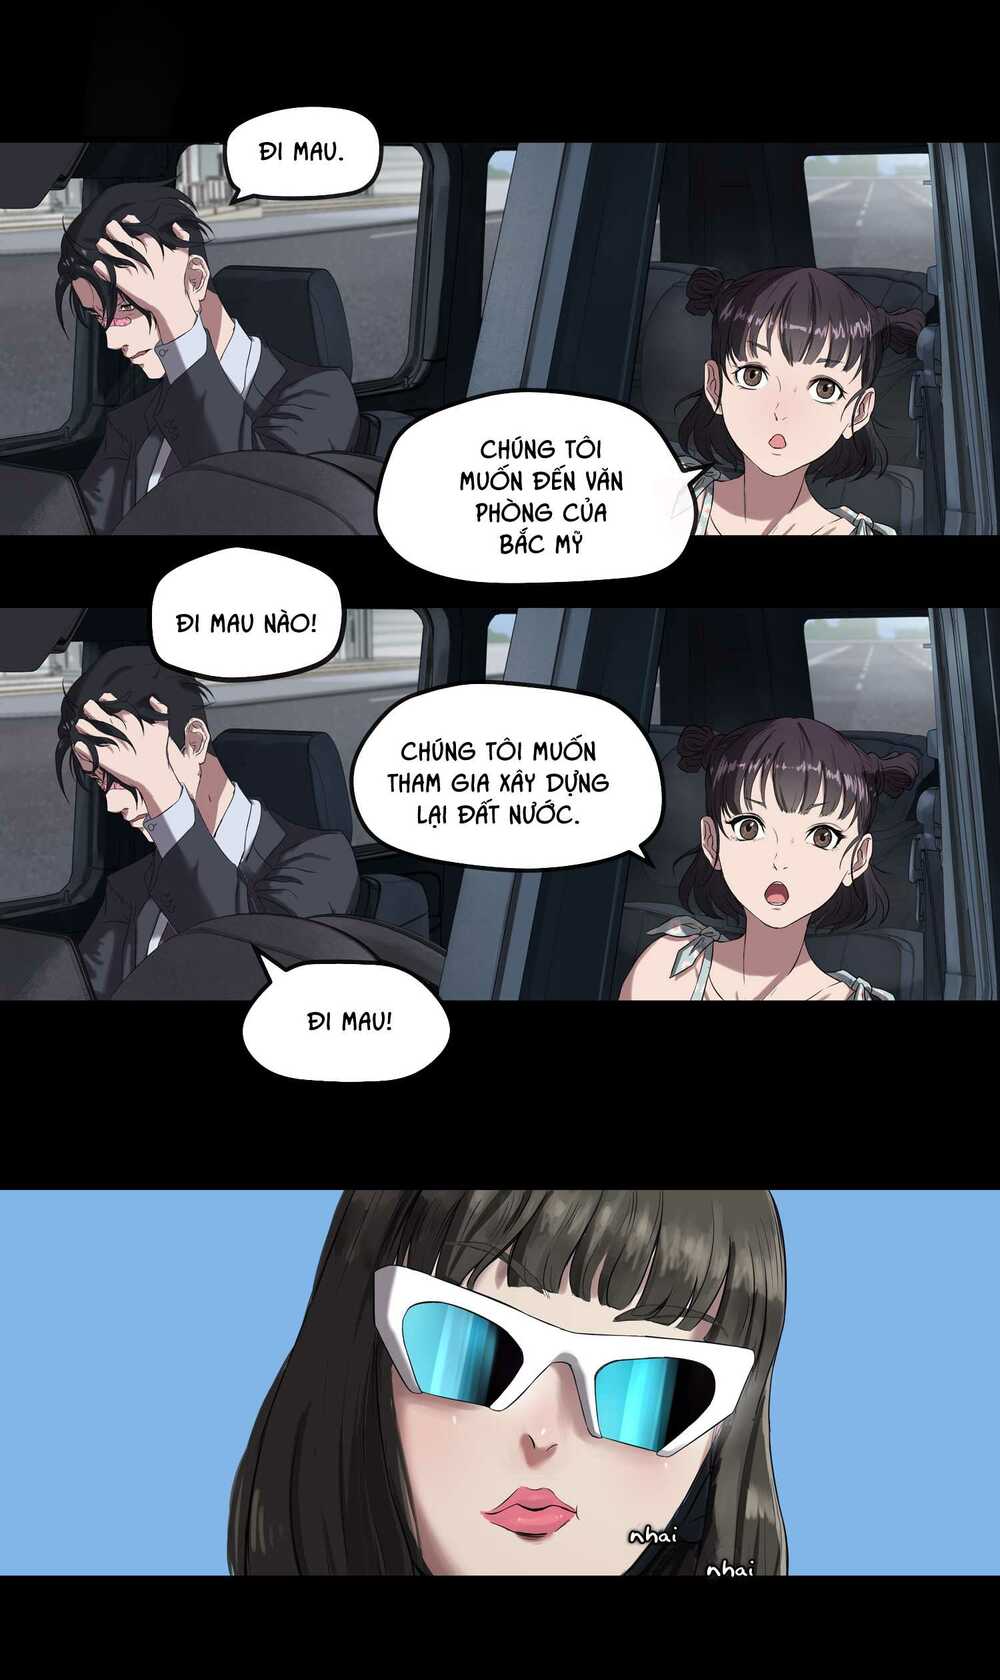 ĐI MAU.
CHÚNG TÔI
MUỐN ĐẾN VĂN
PHÒNG CỦA
BẮC MỸ
ĐI MAU NÀO!
CHÚNG TÔI MUỐN
THAM GIA XÂY DỰNG
LẠI ĐẤT NƯỚC.
ĐI MAU!
nhai
nhai